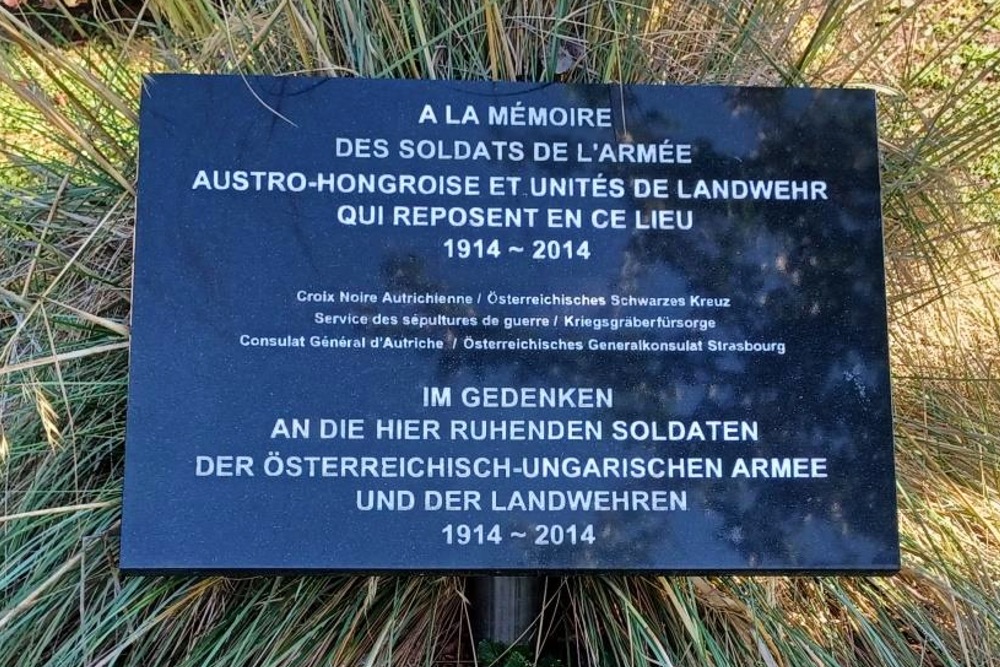 A LA MÉMOIRE
DES SOLDATS DE L'ARMÉE
AUSTRO-HONGROISE ET UNITÉS DE LANDWEHR
QUI REPOSENT EN CE LIEU
1914 ~ 2014
Croix Noire Autrichienne / Österreichisches Schwarzes Kreuz
Service des sépultures de guerre / Kriegsgräberfürsorge
Consulat Général d'Autriche / Österreichisches Generalkonsulat Strasbourg
IM GEDENKEN
AN DIE HIER RUHENDEN SOLDATEN
DER ÖSTERREICHISCH-UNGARISCHEN ARMEE
UND DER LANDWEHREN
1914 ~ 2014